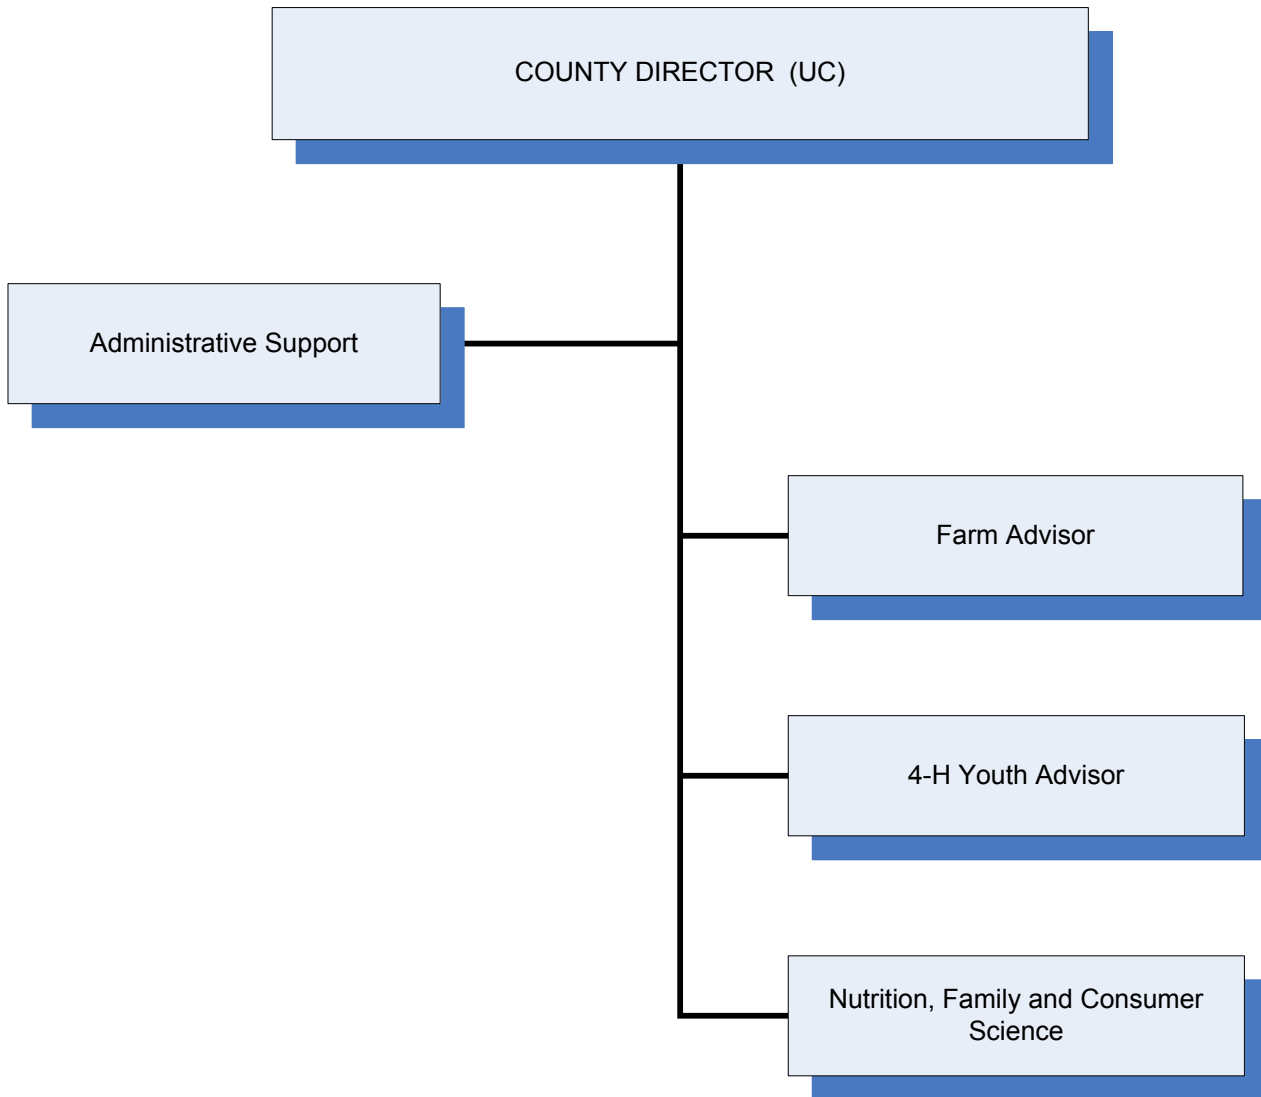 COUNTY DIRECTOR  (UC)
Administrative Support
Farm Advisor
4-H Youth Advisor
Nutrition, Family and Consumer
Science